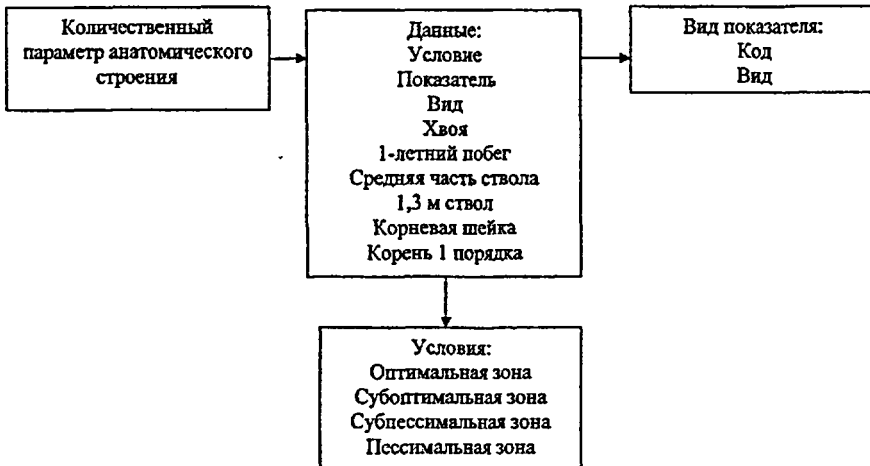 Количественный
параметр анатомического
строения
Данные:
Условие
Показатель
Вид
Хвоя
1-летний побег
Средняя часть ствола
1,3 м ствол
Корневая шейка
Корень 1 порядка
Вид показателя:
Код
Вид
Условия:
Оптимальная зона
Субоптимальная зона
Субпессимальная зона
Пессимальная зона